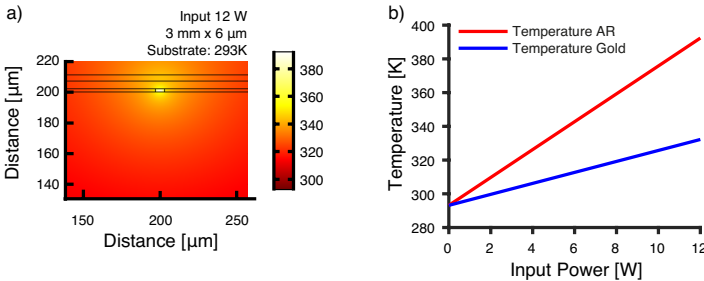 a)
Input 12 W
3 mm x 6 µm
Substrate: 293K
Distance [µm]
220
200
180
160
140
150
200
250
Distance [µm]
380
360
340
320
300
b)
Temperature AR
Temperature Gold
Temperature [K]
400
380
360
340
320
300
280
0
2
4
6
8
10
12
Input Power [W]